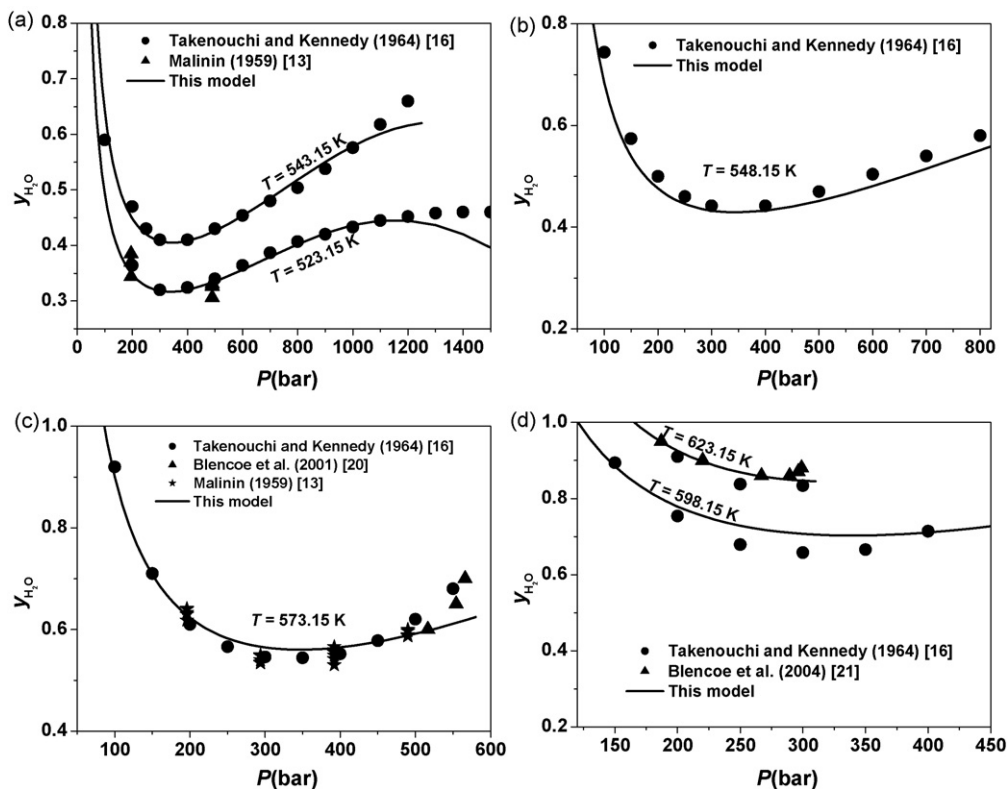 (a)
0.8
0.7
0.6
0.5
0.4
0.3
yH2O
● Takenouchi and Kennedy (1964) [16]
▲ Malinin (1959) [13]
— This model
T = 543.15 K
T = 523.15 K
0 200 400 600 800 1000 1200 1400
P(bar)
(b)
0.8
0.6
0.4
0.2
yH2O
● Takenouchi and Kennedy (1964) [16]
— This model
T = 548.15 K
100 200 300 400 500 600 700 800
P(bar)
(c)
1.0
0.8
0.6
0.4
yH2O
● Takenouchi and Kennedy (1964) [16]
▲ Blencoe et al. (2001) [20]
★ Malinin (1959) [13]
— This model
T = 573.15 K
100 200 300 400 500 600
P(bar)
(d)
1.0
0.8
0.6
0.4
0.2
yH2O
T = 623.15 K
T = 598.15 K
● Takenouchi and Kennedy (1964) [16]
▲ Blencoe et al. (2004) [21]
— This model
150 200 250 300 350 400 450
P(bar)